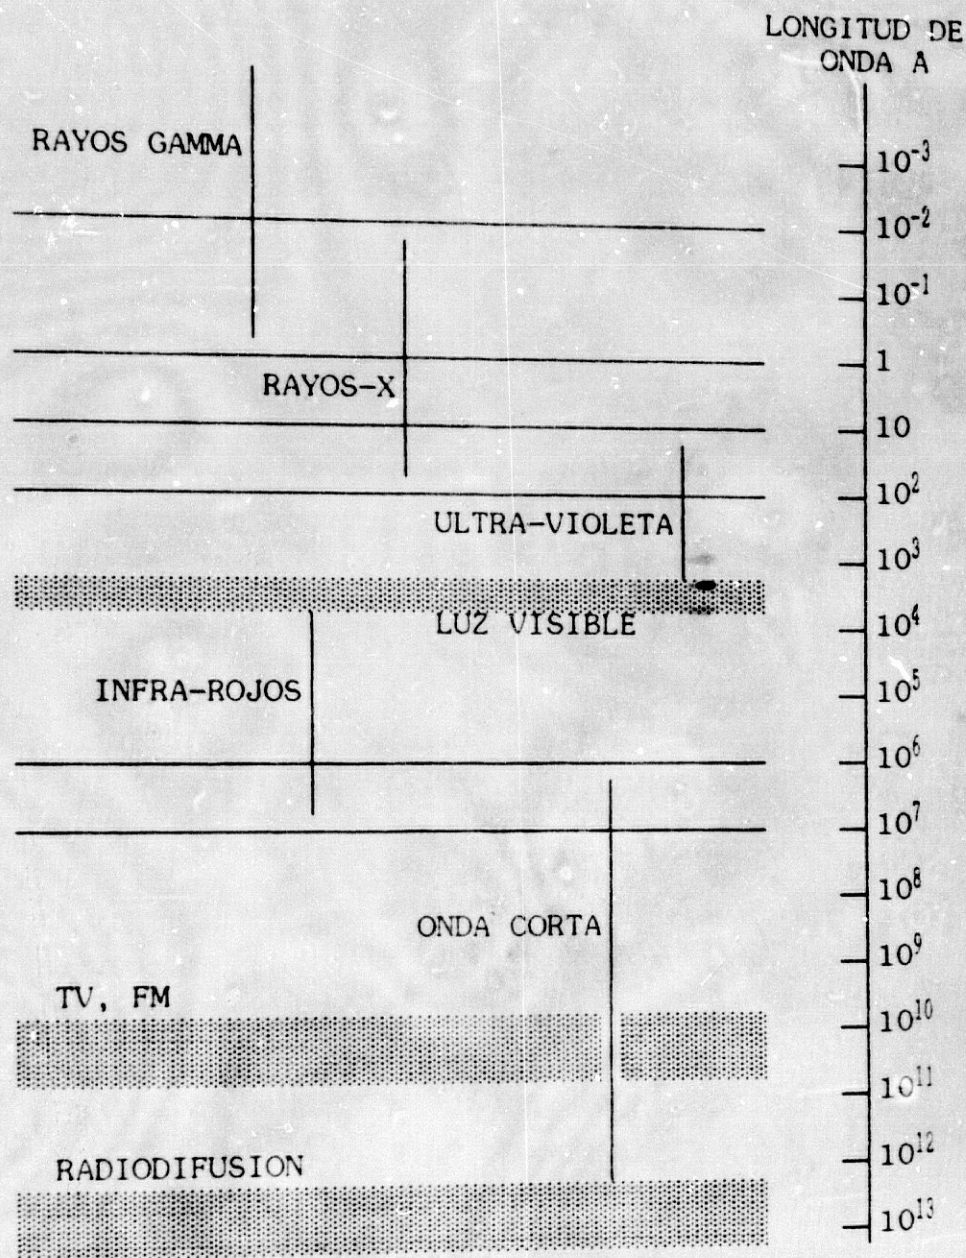 LONGITUD DE
ONDA A
RAYOS GAMMA
10⁻³
10⁻²
10⁻¹
1
RAYOS-X
10
10²
ULTRA-VIOLETA
10³
LUZ VISIBLE
10⁴
INFRA-ROJOS
10⁵
10⁶
10⁷
10⁸
ONDA CORTA
10⁹
TV, FM
10¹⁰
10¹¹
10¹²
RADIODIFUSION
10¹³